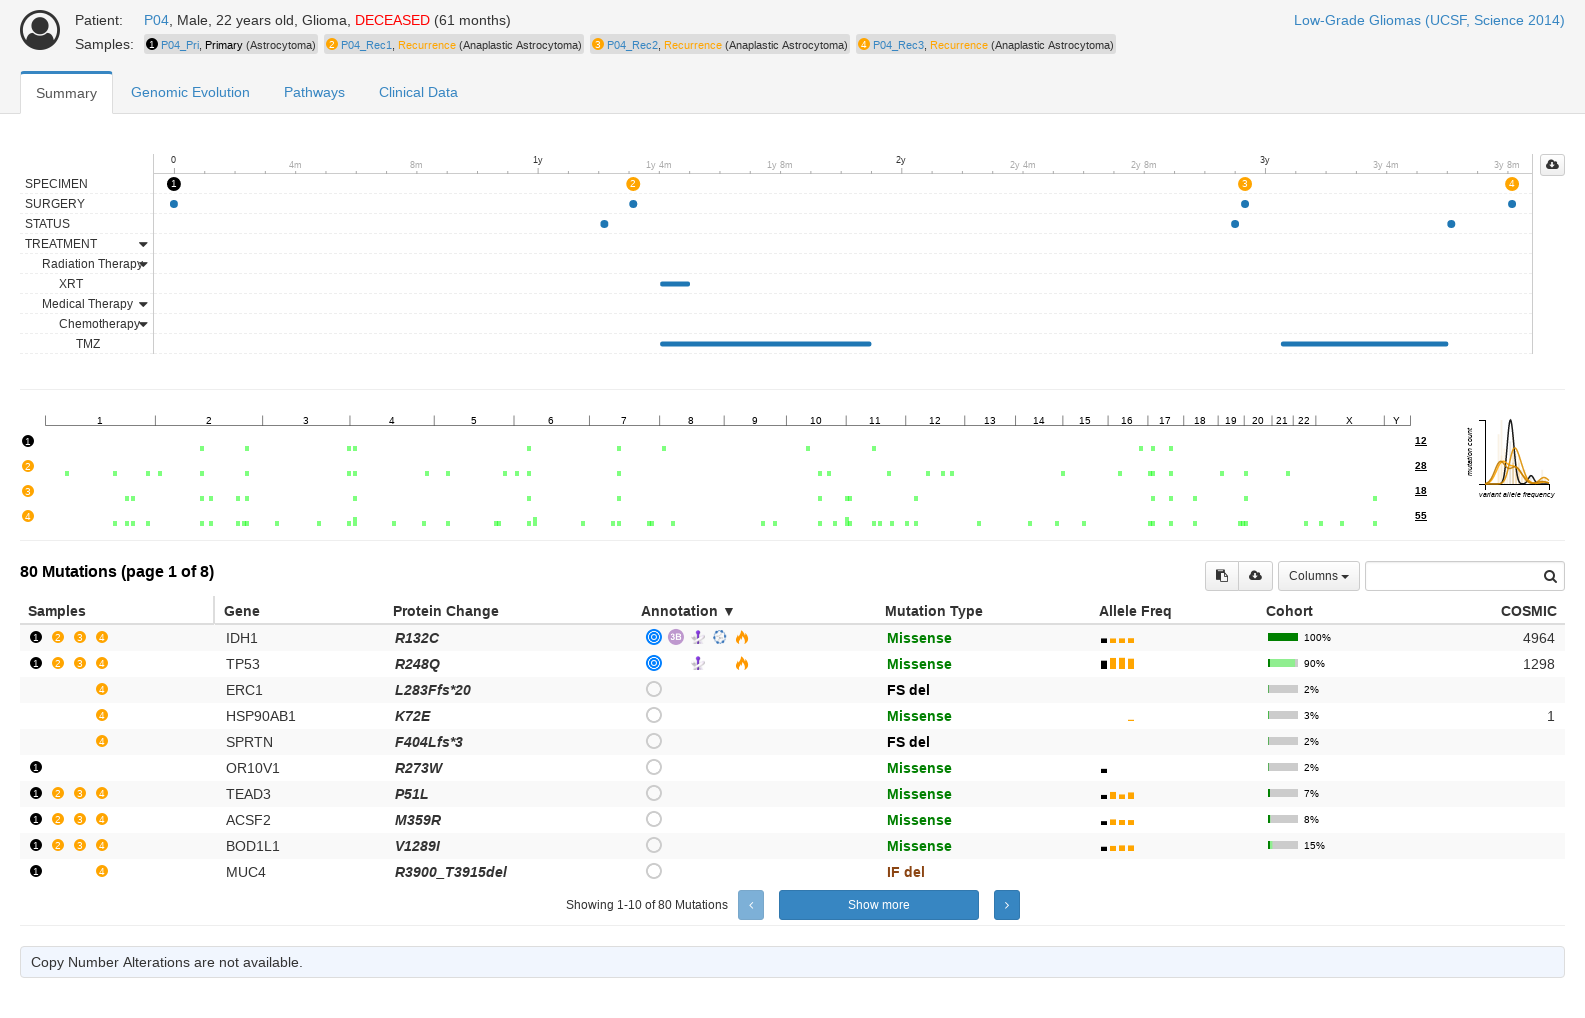 Patient: P04, Male, 22 years old, Glioma, DECEASED (61 months) Low-Grade Gliomas (UCSF, Science 2014)
Samples: 1 P04_Pri, Primary (Astrocytoma) 2 P04_Rec1, Recurrence (Anaplastic Astrocytoma) 3 P04_Rec2, Recurrence (Anaplastic Astrocytoma) 4 P04_Rec3, Recurrence (Anaplastic Astrocytoma)
Summary Genomic Evolution Pathways Clinical Data
0 4m 8m 1y 1y 4m 1y 8m 2y 2y 4m 2y 8m 3y 3y 4m 3y 8m
SPECIMEN 1 2 3 4
SURGERY
STATUS
TREATMENT
Radiation Therapy
XRT
Medical Therapy
Chemotherapy
TMZ
1 2 3 4 5 6 7 8 9 10 11 12 13 14 15 16 17 18 19 20 21 22 X Y
1 12
2 28
3 18
4 55
mutation count
variant allele frequency
80 Mutations (page 1 of 8) Columns
Samples Gene Protein Change Annotation ▼ Mutation Type Allele Freq Cohort COSMIC
1 2 3 4 IDH1 R132C 3B Missense 100% 4964
1 2 3 4 TP53 R248Q Missense 90% 1298
4 ERC1 L283Ffs*20 FS del 2%
4 HSP90AB1 K72E Missense 3% 1
4 SPRTN F404Lfs*3 FS del 2%
1 OR10V1 R273W Missense 2%
1 2 3 4 TEAD3 P51L Missense 7%
1 2 3 4 ACSF2 M359R Missense 8%
1 2 3 4 BOD1L1 V1289I Missense 15%
1 4 MUC4 R3900_T3915del IF del
Showing 1-10 of 80 Mutations ‹ Show more ›
Copy Number Alterations are not available.